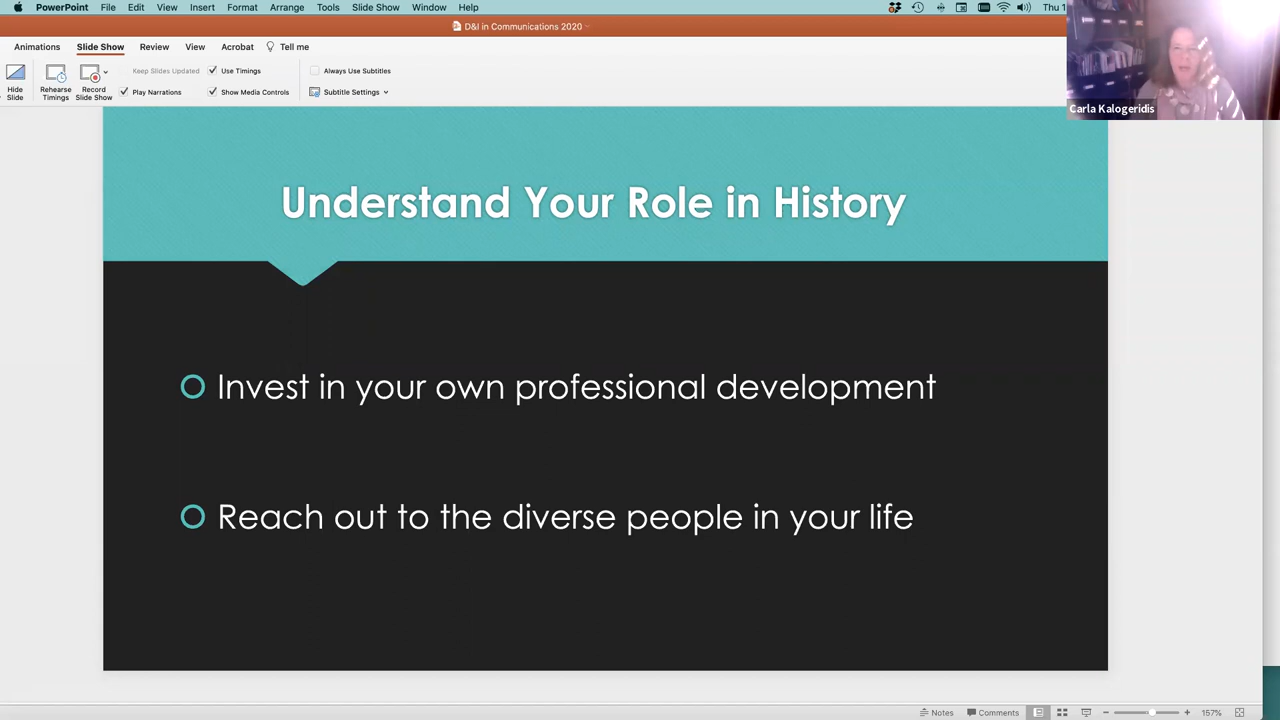 PowerPoint File Edit View Insert Format Arrange Tools Slide Show Window Help Thu 1
D&I in Communications 2020
Animations Slide Show Review View Acrobat Tell me
Keep Slides Updated Use Timings Always Use Subtitles
Hide Slide Rehearse Timings Record Slide Show Play Narrations Show Media Controls Subtitle Settings
Carla Kalogeridis
Understand Your Role in History
Invest in your own professional development
Reach out to the diverse people in your life
Notes Comments 157%